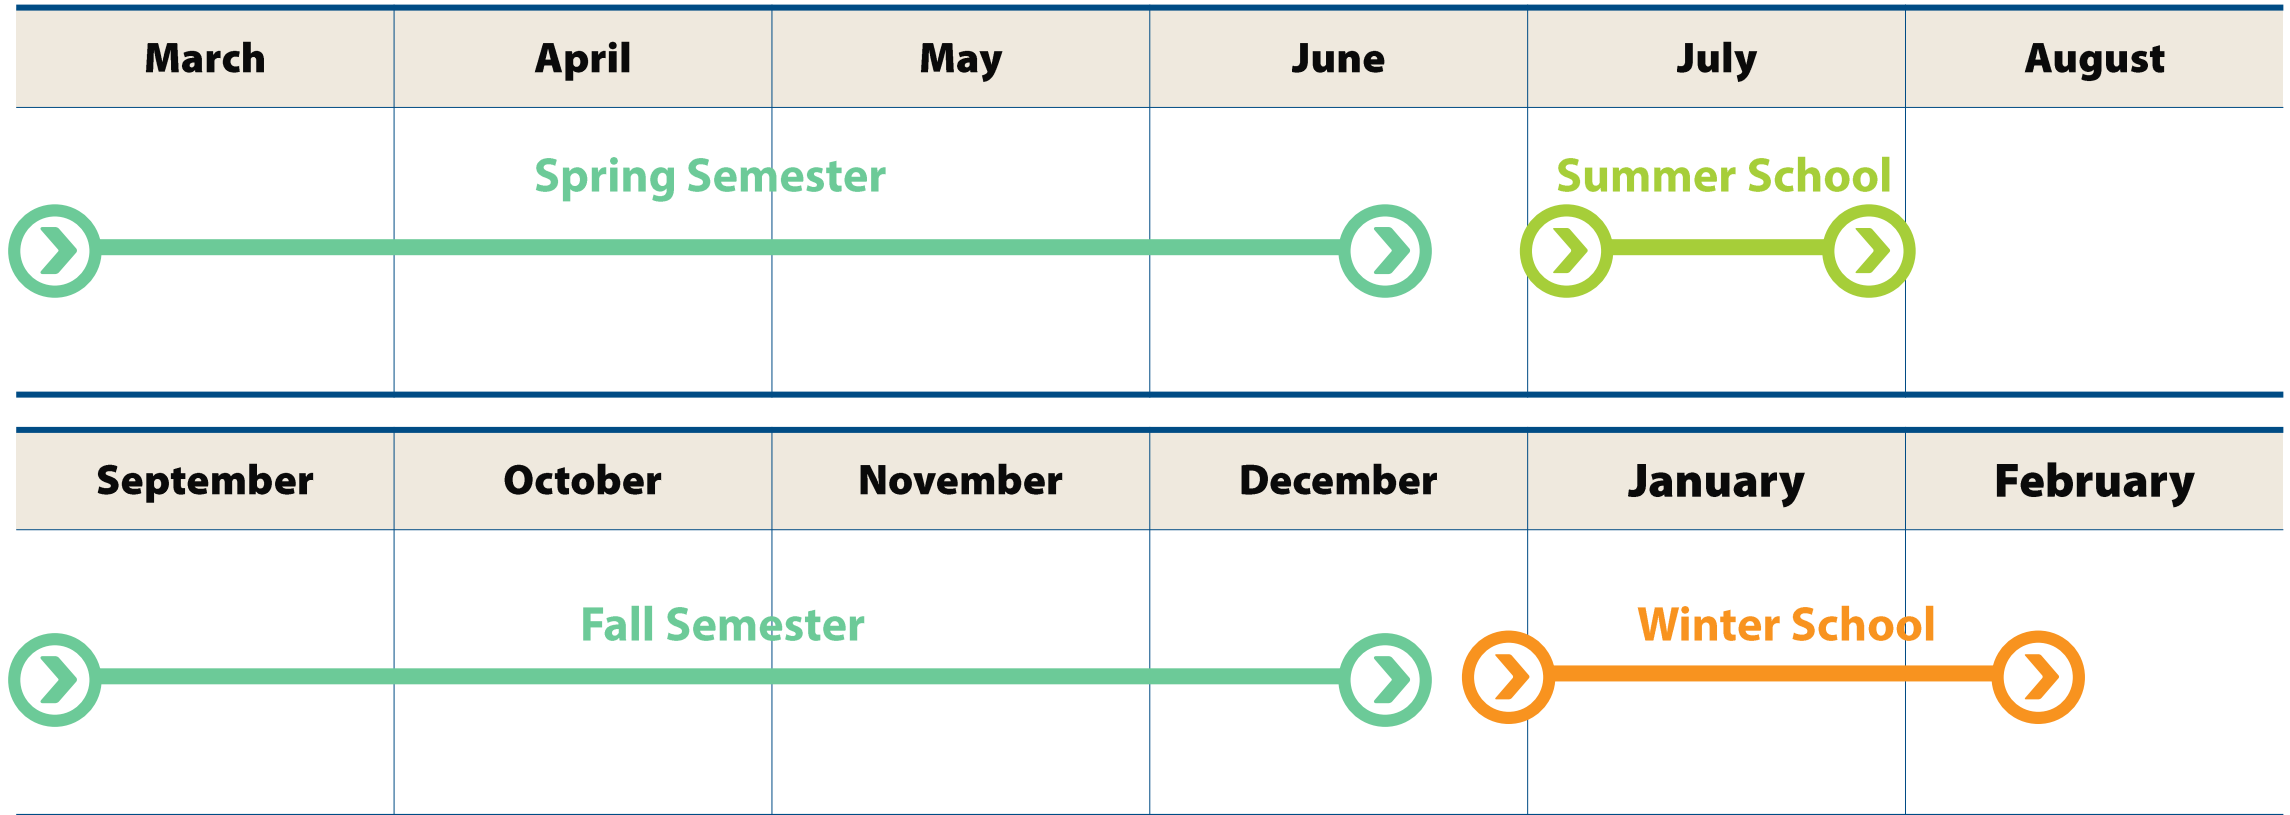 March April May June July August
Spring Semester Summer School
September October November December January February
Fall Semester Winter School